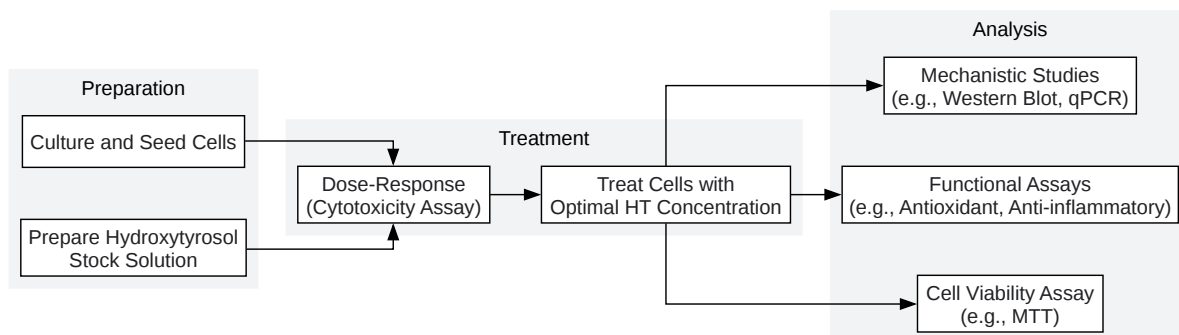 Preparation
Culture and Seed Cells
Prepare Hydroxytyrosol
Stock Solution
Treatment
Dose-Response
(Cytotoxicity Assay)
Treat Cells with
Optimal HT Concentration
Analysis
Mechanistic Studies
(e.g., Western Blot, qPCR)
Functional Assays
(e.g., Antioxidant, Anti-inflammatory)
Cell Viability Assay
(e.g., MTT)